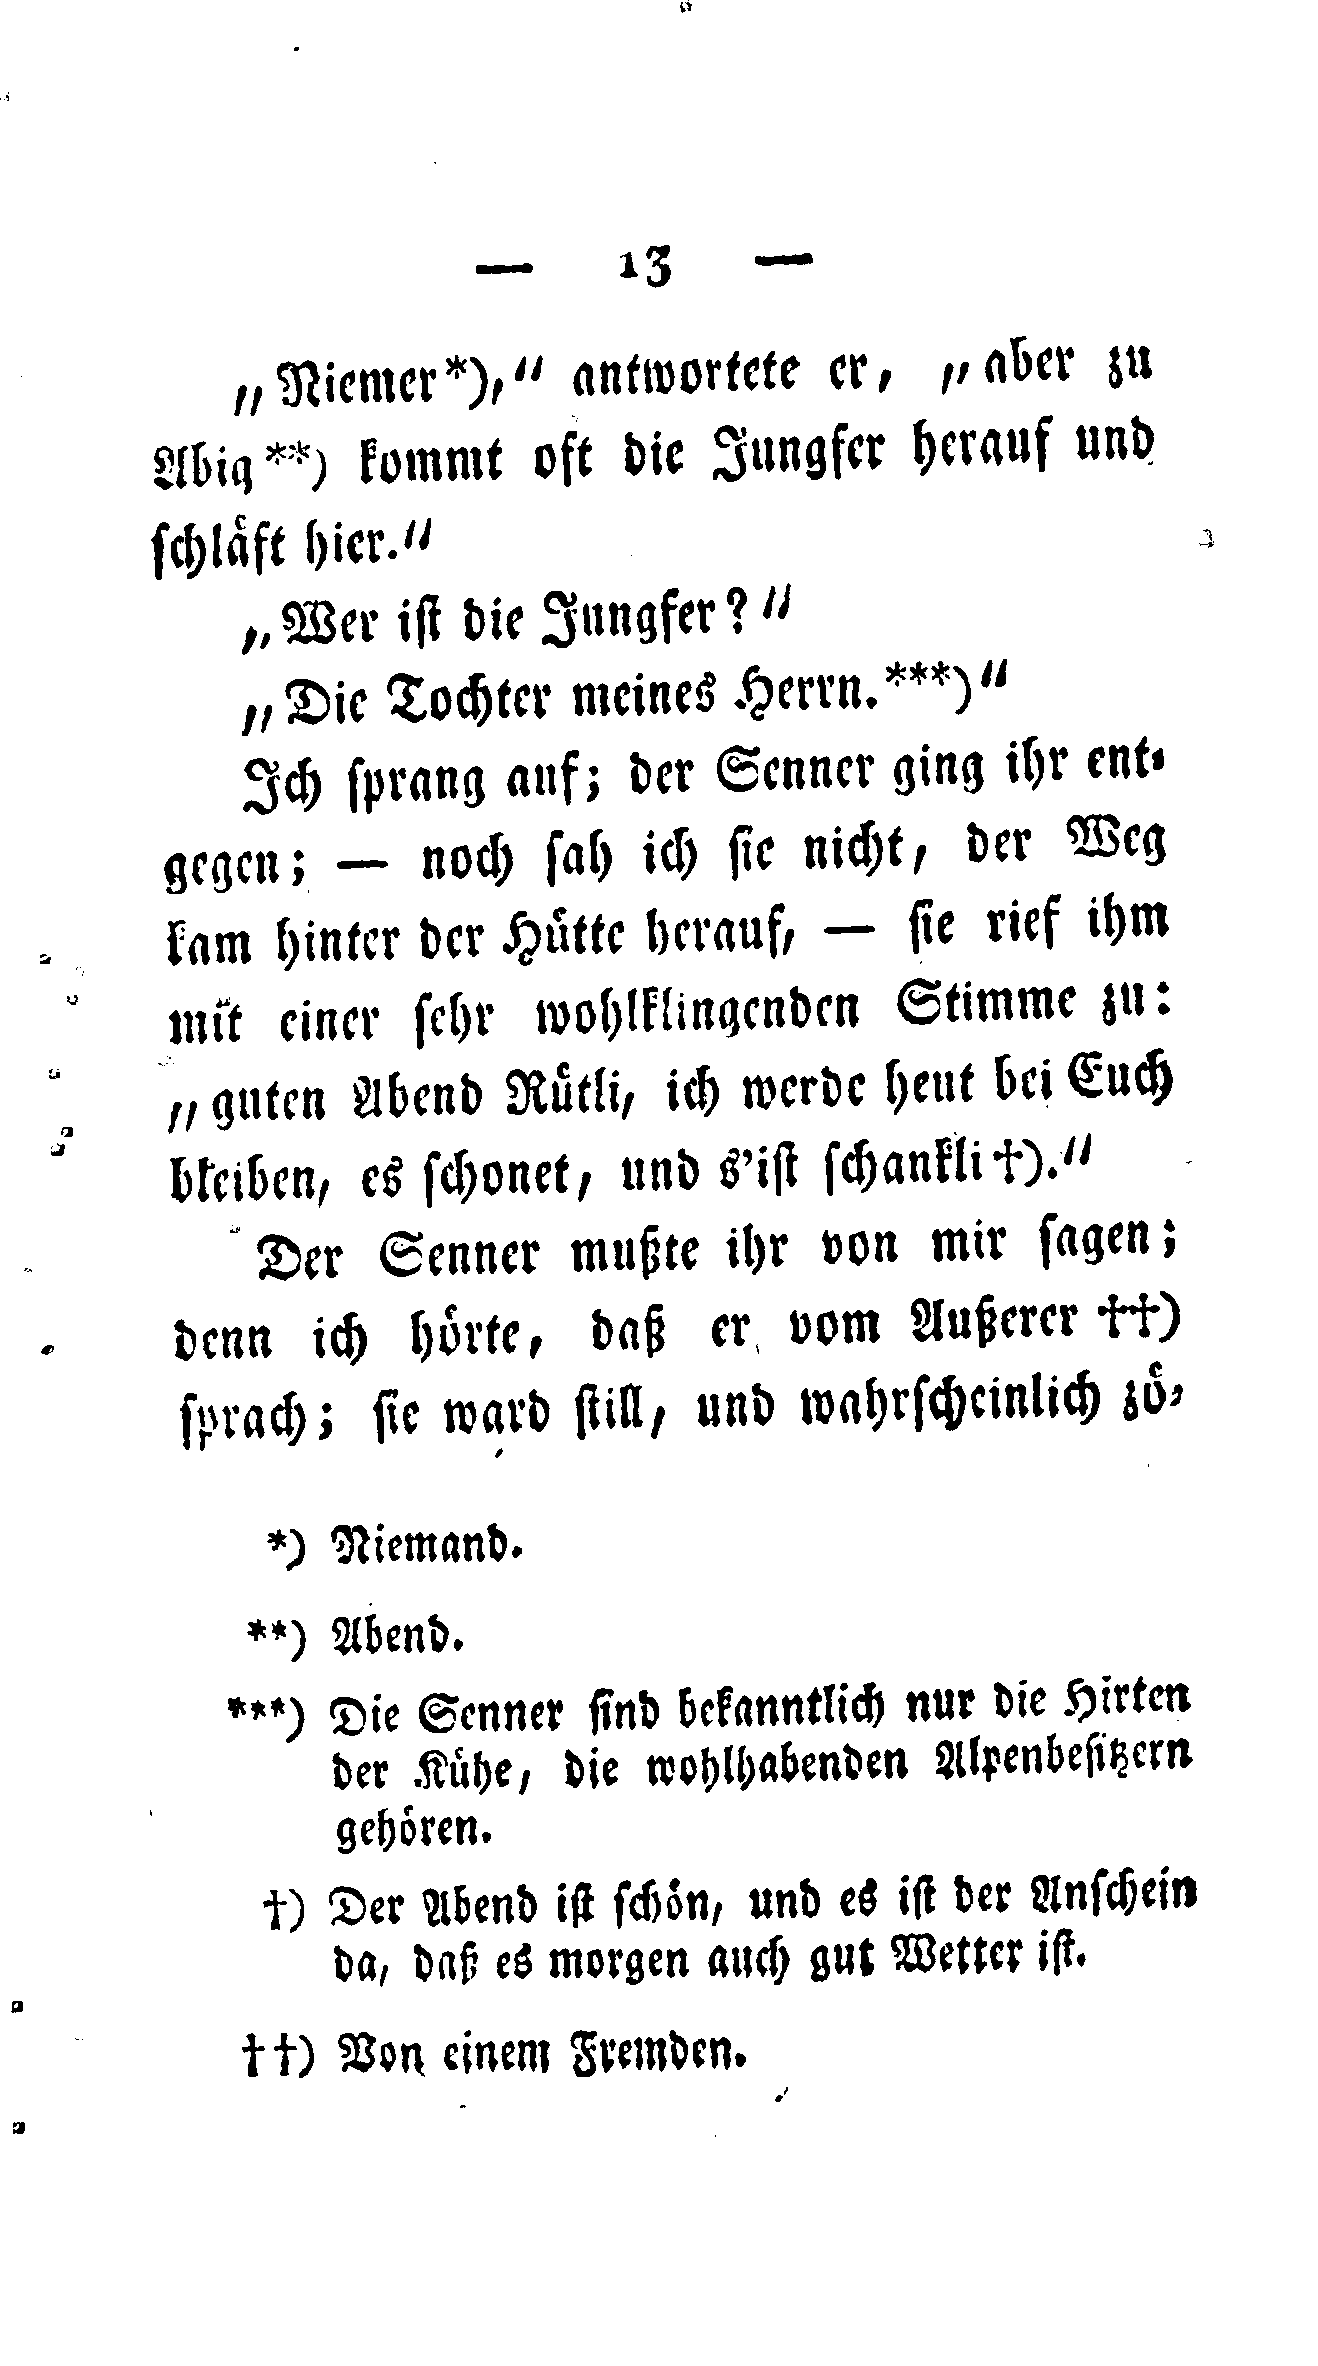 — 13 —
„Niemer*),“ antwortete er, „aber zu
Abig**) kommt oft die Jungfer herauf und
schläft hier.“
„Wer ist die Jungfer?“
„Die Tochter meines Herrn.***)“
Ich sprang auf; der Senner ging ihr ent-
gegen; — noch sah ich sie nicht, der Weg
kam hinter der Hütte herauf, — sie rief ihm
mit einer sehr wohlklingenden Stimme zu:
„guten Abend Rütli, ich werde heut bei Euch
bleiben, es schonet, und s'ist schankli †).“
Der Senner mußte ihr von mir sagen;
denn ich hörte, daß er vom Außerer ††)
sprach; sie ward still, und wahrscheinlich zö-
*) Niemand.
**) Abend.
***) Die Senner sind bekanntlich nur die Hirten
der Kühe, die wohlhabenden Alpenbesitzern
gehören.
†) Der Abend ist schön, und es ist der Anschein
da, daß es morgen auch gut Wetter ist.
††) Von einem Fremden.